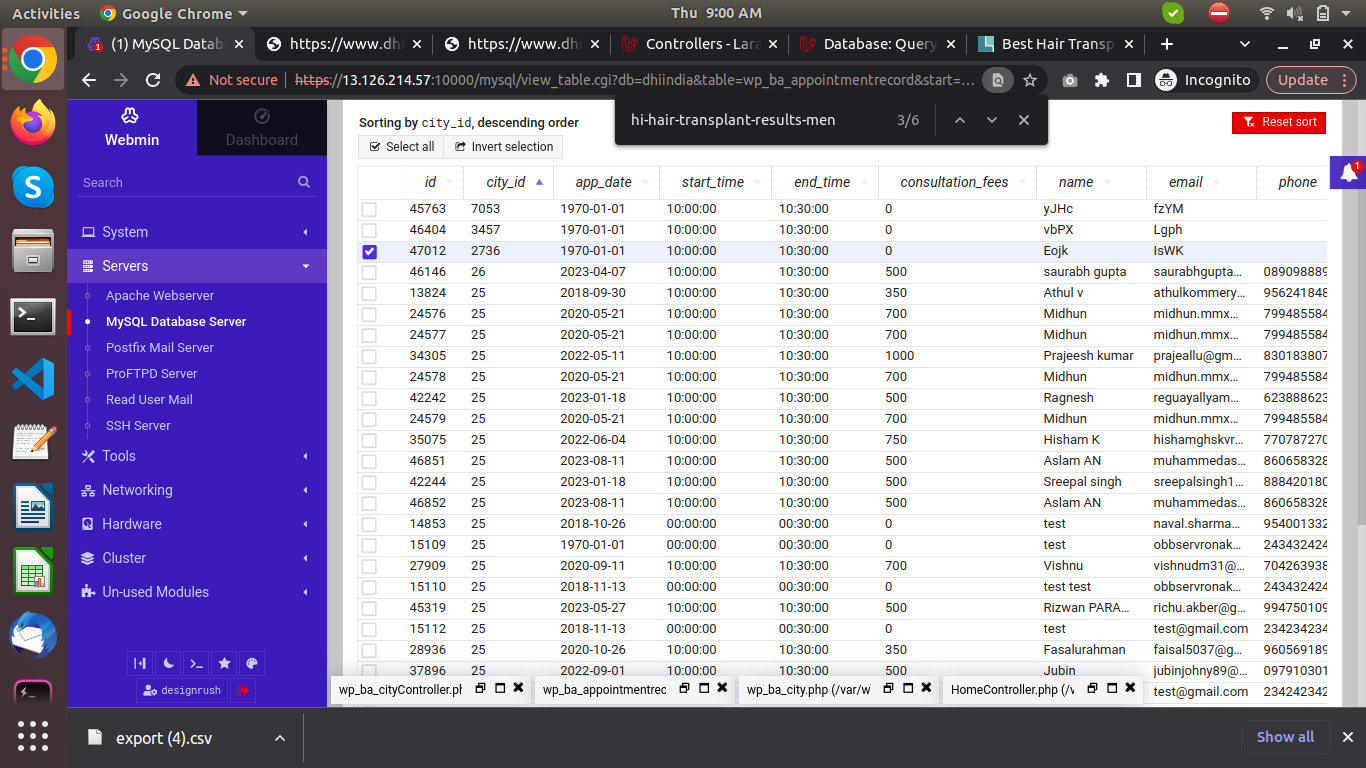 Activities Google Chrome Thu 9:00 AM
(1) MySQL Datab https://www.dhi https://www.dhi Controllers - Lara Database: Query Best Hair Transp
Not secure https://13.126.214.57:10000/mysql/view_table.cgi?db=dhiindia&table=wp_ba_appointmentrecord&start=... Incognito Update
hi-hair-transplant-results-men 3/6
Webmin Dashboard
Search
System
Servers
Apache Webserver
MySQL Database Server
Postfix Mail Server
ProFTPD Server
Read User Mail
SSH Server
Tools
Networking
Hardware
Cluster
Un-used Modules
designrush
Sorting by city_id, descending order Reset sort
Select all Invert selection
id city_id app_date start_time end_time consultation_fees name email phone
45763 7053 1970-01-01 10:00:00 10:30:00 0 yJHc fzYM
46404 3457 1970-01-01 10:00:00 10:30:00 0 vbPX Lgph
47012 2736 1970-01-01 10:00:00 10:30:00 0 Eojk IsWK
46146 26 2023-04-07 10:00:00 10:30:00 500 saurabh gupta saurabhgupta... 089098889
13824 25 2018-09-30 10:00:00 10:30:00 350 Athul v athulkommery... 956241848
24576 25 2020-05-21 10:00:00 10:30:00 700 Midhun midhun.mmx... 799485584
24577 25 2020-05-21 10:00:00 10:30:00 700 Midhun midhun.mmx... 799485584
34305 25 2022-05-11 10:00:00 10:30:00 1000 Prajeesh kumar prajeallu@gm... 830183807
24578 25 2020-05-21 10:00:00 10:30:00 700 Midhun midhun.mmx... 799485584
42242 25 2023-01-18 10:00:00 10:30:00 500 Ragnesh reguayallyam... 623888623
24579 25 2020-05-21 10:00:00 10:30:00 700 Midhun midhun.mmx... 799485584
35075 25 2022-06-04 10:00:00 10:30:00 750 Hisham K hishamghskvr... 770787270
46851 25 2023-08-11 10:00:00 10:30:00 500 Aslam AN muhammedas... 860658328
42244 25 2023-01-18 10:00:00 10:30:00 500 Sreepal singh sreepalsingh1... 888420180
46852 25 2023-08-11 10:00:00 10:30:00 500 Aslam AN muhammedas... 860658328
14853 25 2018-10-26 00:00:00 00:30:00 0 test naval.sharma... 954001332
15109 25 1970-01-01 00:00:00 00:30:00 0 test obbservronak... 243432424
27909 25 2020-09-11 10:00:00 10:30:00 700 Vishnu vishnudm31@... 704263938
15110 25 2018-11-13 00:00:00 00:30:00 0 test test obbservronak... 243432424
45319 25 2023-05-27 10:00:00 10:30:00 500 Rizwan PARA... richu.akber@g... 994750109
15112 25 2018-11-13 00:00:00 00:30:00 0 test test@gmail.com 234234234
28936 25 2020-10-26 10:00:00 10:30:00 350 Fasalurahman faisal5037@g... 960569189
37896 25 2022-09-01 10:00:00 10:30:00 500 Jubin jubinjohny89@... 097910301
test@gmail.com 234242342
wp_ba_cityController.ph wp_ba_appointmentrec wp_ba_city.php (/var/w HomeController.php (/v
export (4).csv Show all